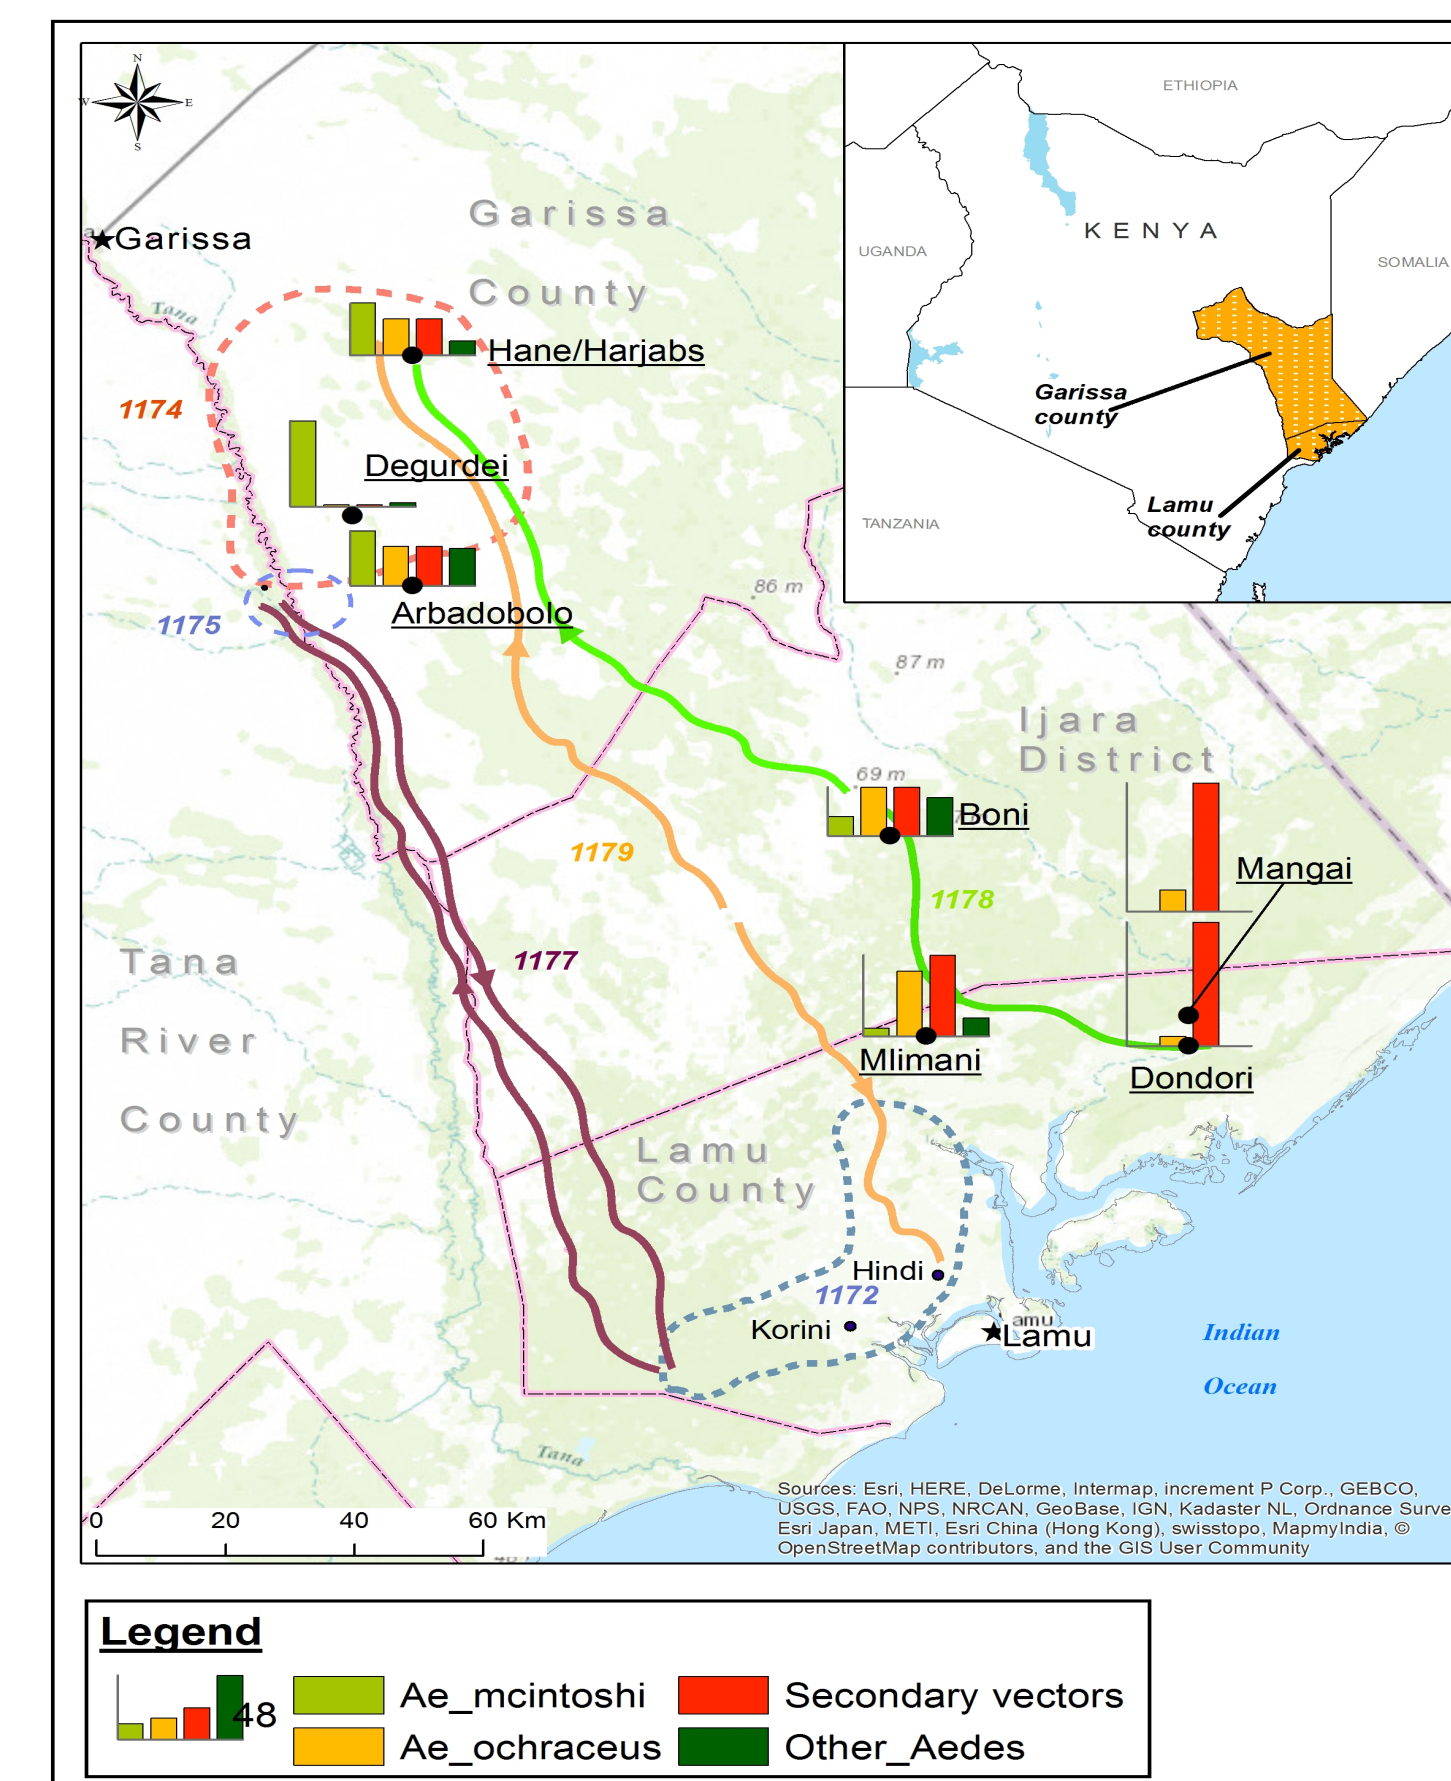 N
W
E
S
Garissa
Tana
Garissa
County
Hane/Harjabs
1174
Degurdei
Arbadobolo
1175
86 m
87 m
69 m
Ijara
District
Boni
1179
1178
Mangai
1177
Tana
River
County
Mlimani
Dondori
Lamu
County
Hindi
1172
Korini
amu
Lamu
Indian
Ocean
Tana
ETHIOPIA
KENYA
UGANDA
SOMALIA
Garissa
county
Lamu
county
TANZANIA
Sources: Esri, HERE, DeLorme, Intermap, increment P Corp., GEBCO,
USGS, FAO, NPS, NRCAN, GeoBase, IGN, Kadaster NL, Ordnance Surve
Esri Japan, METI, Esri China (Hong Kong), swisstopo, MapmyIndia, ©
OpenStreetMap contributors, and the GIS User Community
0 20 40 60 Km
Legend
48
Ae_mcintoshi
Secondary vectors
Ae_ochraceus
Other_Aedes